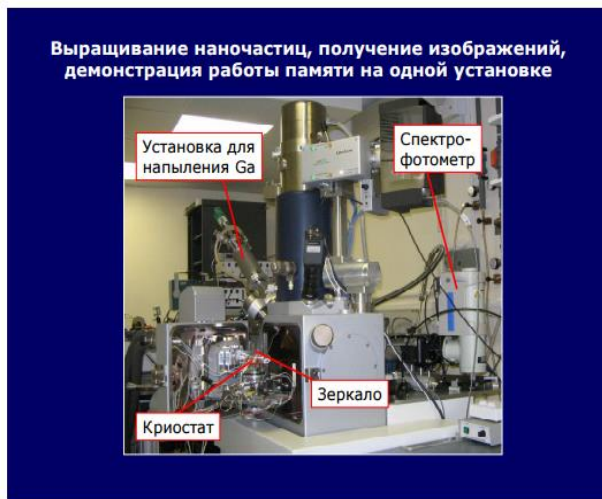 Выращивание наночастиц, получение изображений,
демонстрация работы памяти на одной установке
Установка для
напыления Ga
Спектро-
фотометр
Зеркало
Криостат